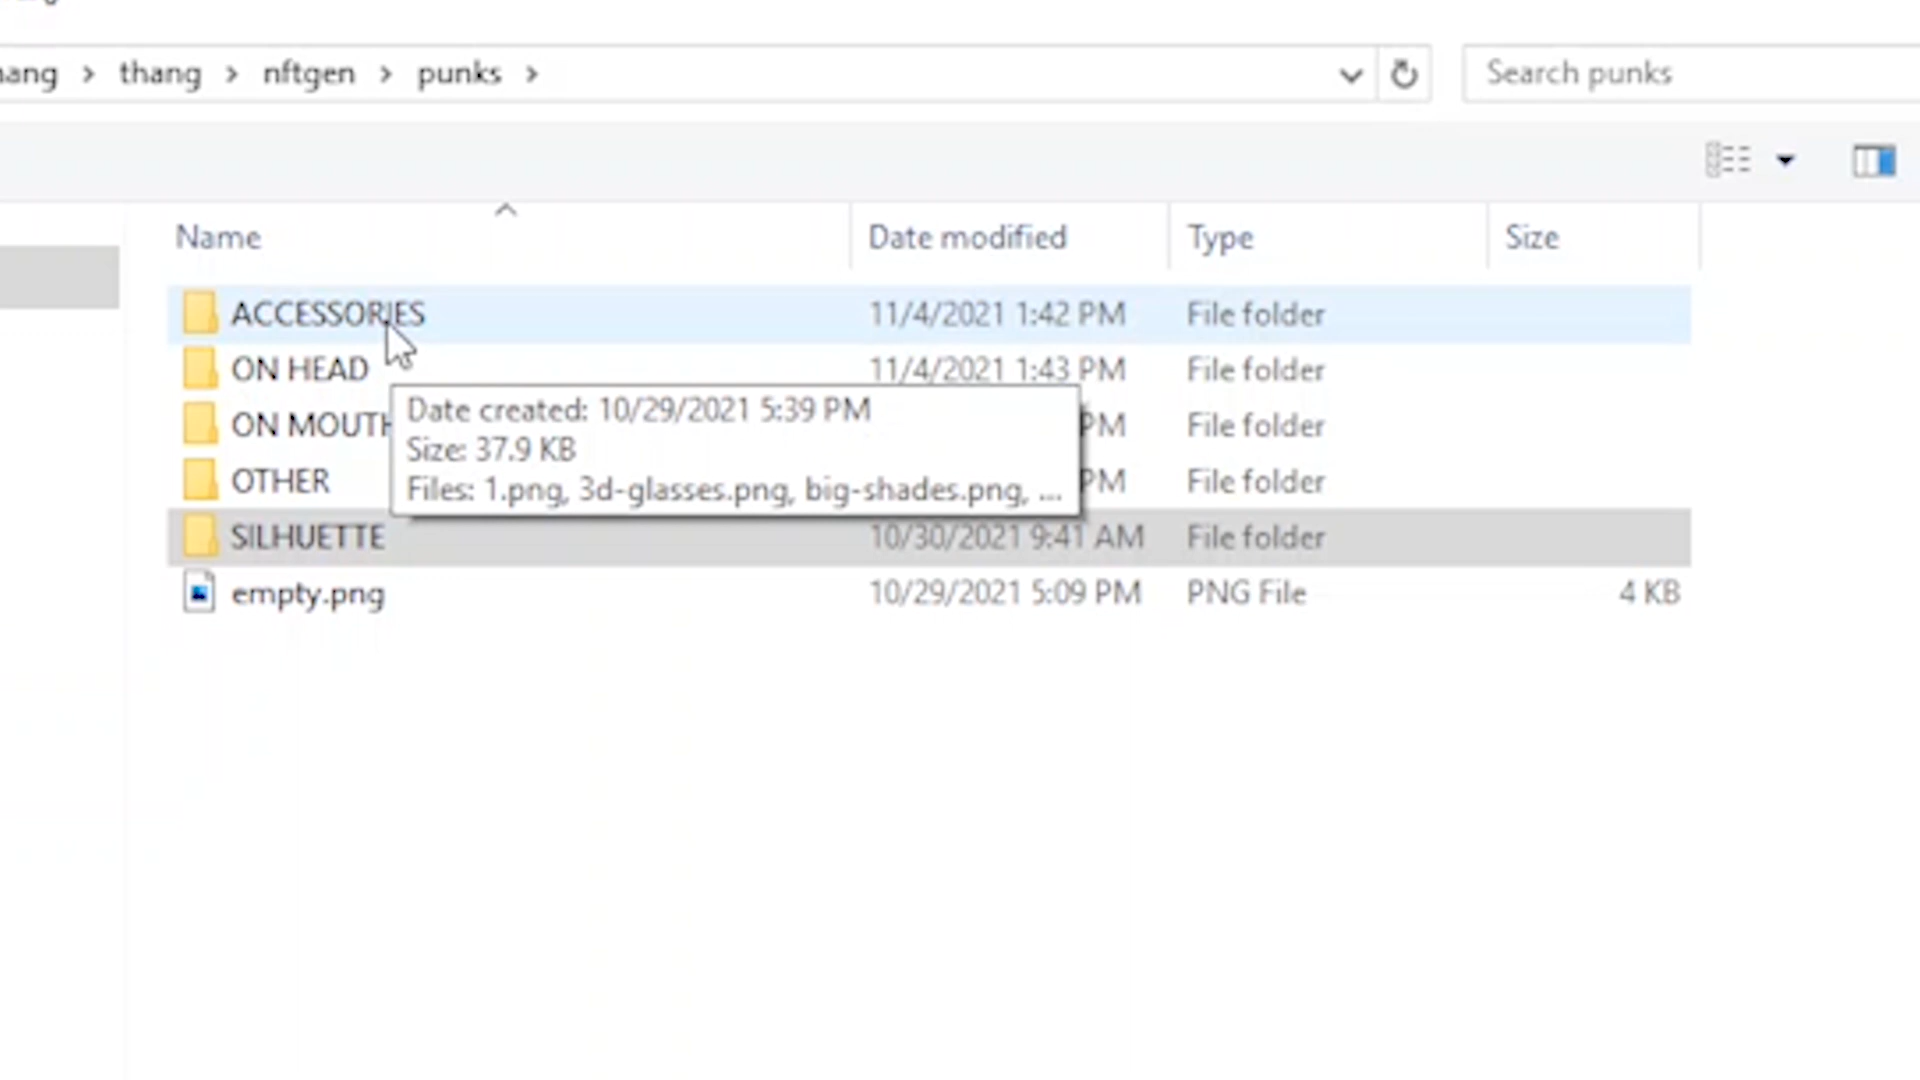 thang > nftgen > punks >
Search punks
Name Date modified Type Size
ACCESSORIES 11/4/2021 1:42 PM File folder
ON HEAD 11/4/2021 1:43 PM File folder
ON MOUTH PM File folder
OTHER PM File folder
Date created: 10/29/2021 5:39 PM
Size: 37.9 KB
Files: 1.png, 3d-glasses.png, big-shades.png, ...
SILHUETTE 10/30/2021 9:41 AM File folder
empty.png 10/29/2021 5:09 PM PNG File 4 KB